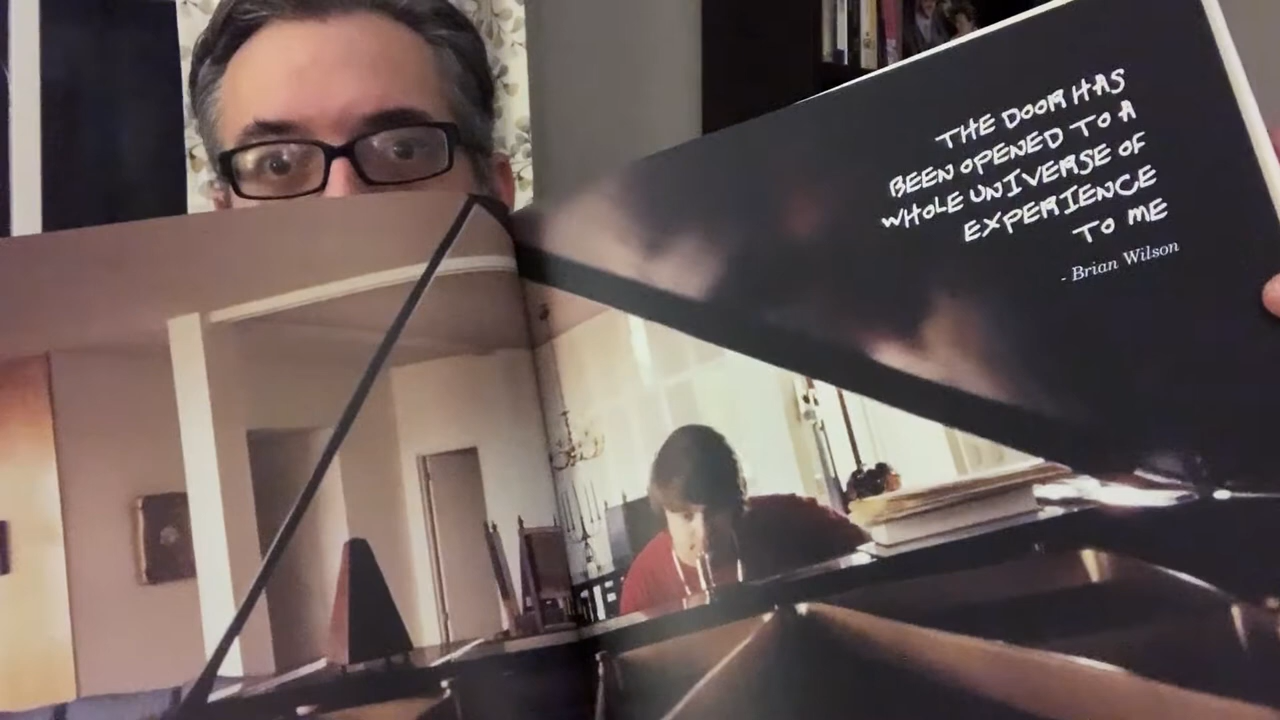 THE DOOR HAS
BEEN OPENED TO A
WHOLE UNIVERSE OF
EXPERIENCE
TO ME
- Brian Wilson